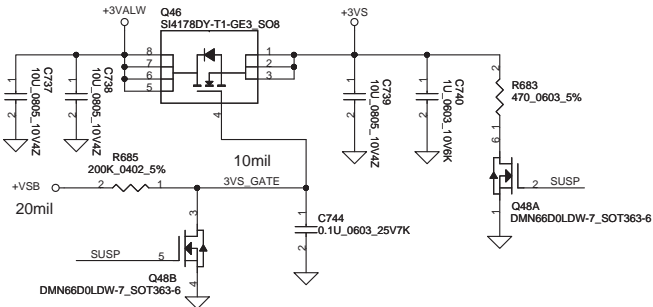 +3VALW
Q46
SI4178DY-T1-GE3_SO8
+3VS
8
7
6
5
1
2
3
4
1
2
C737
10U_0805_10V4Z
1
2
C738
10U_0805_10V4Z
1
2
C739
10U_0805_10V4Z
1
2
C740
1U_0603_10V6K
R683
470_0603_5%
1
6
2
SUSP
1
Q48A
DMN66D0LDW-7_SOT363-6
R685
200K_0402_5%
+VSB
2
1
3VS_GATE
10mil
20mil
3
SUSP
5
4
Q48B
DMN66D0LDW-7_SOT363-6
1
2
C744
0.1U_0603_25V7K